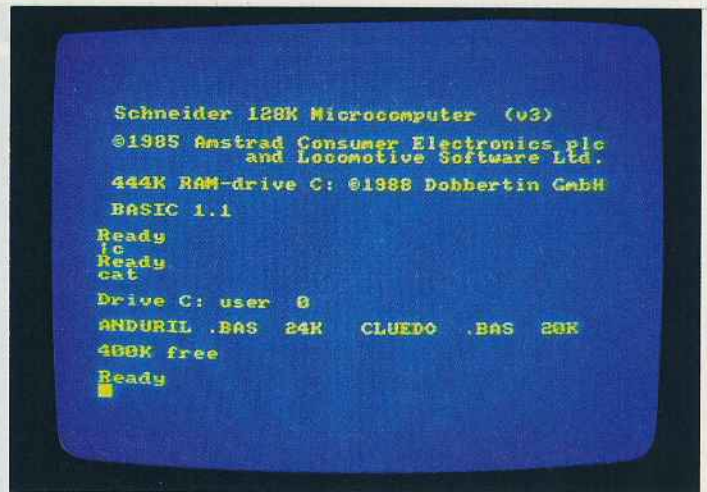 Schneider 128K Microcomputer (v3)
©1985 Amstrad Consumer Electronics plc
and Locomotive Software Ltd.
444K RAM-drive C: ©1988 Dobbertin GmbH
BASIC 1.1
Ready
|c
Ready
cat
Drive C: user 0
ANDURIL .BAS 24K CLUEDO .BAS 20K
400K free
Ready